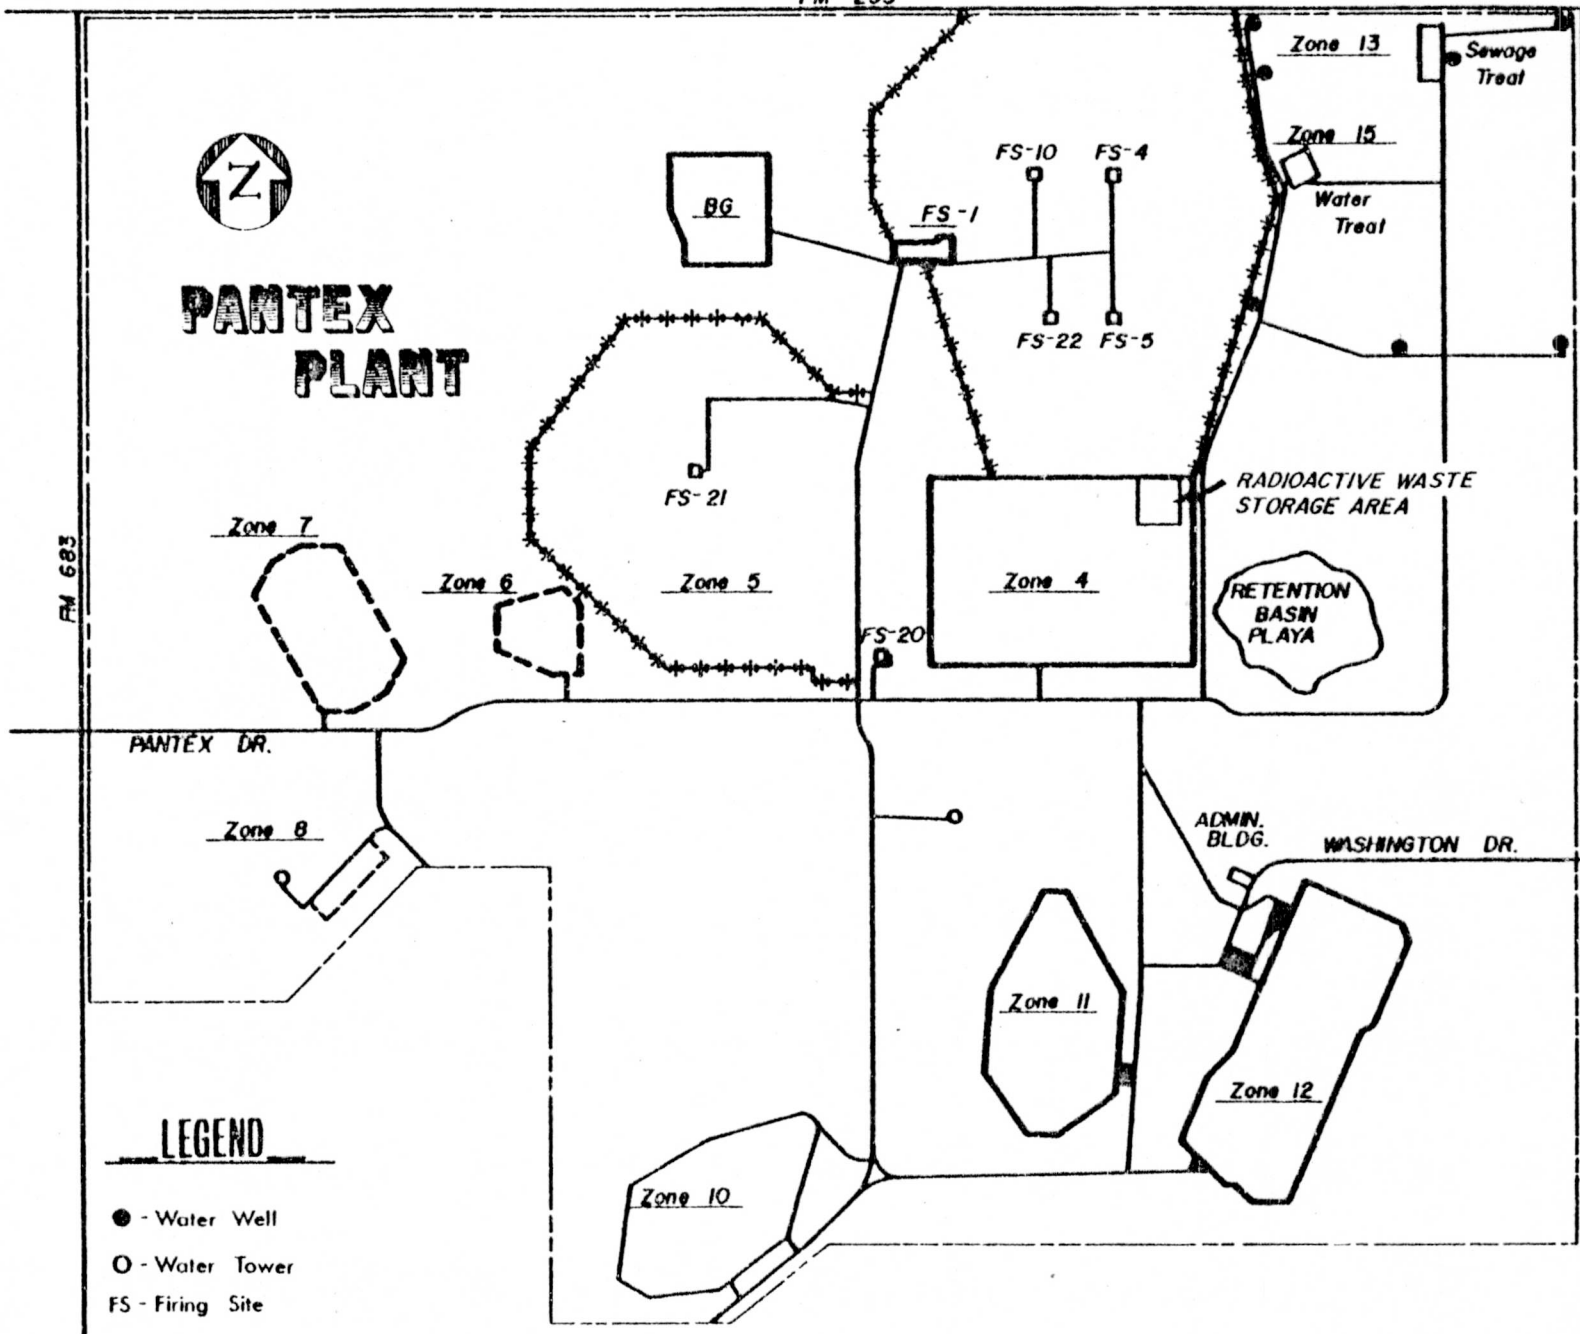 Zone 13
Sewage
Treat
Zone 15
Water
Treat
FS-10
FS-4
BG
FS-1
Z
PANTEX
PLANT
FS-22
FS-5
FS-21
RADIOACTIVE WASTE
STORAGE AREA
Zone 7
FM 683
Zone 6
Zone 5
Zone 4
RETENTION
BASIN
PLAYA
FS-20
PANTEX DR.
Zone 8
ADMIN.
BLDG.
WASHINGTON DR.
Zone 11
Zone 12
Zone 10
LEGEND
- Water Well
- Water Tower
FS - Firing Site